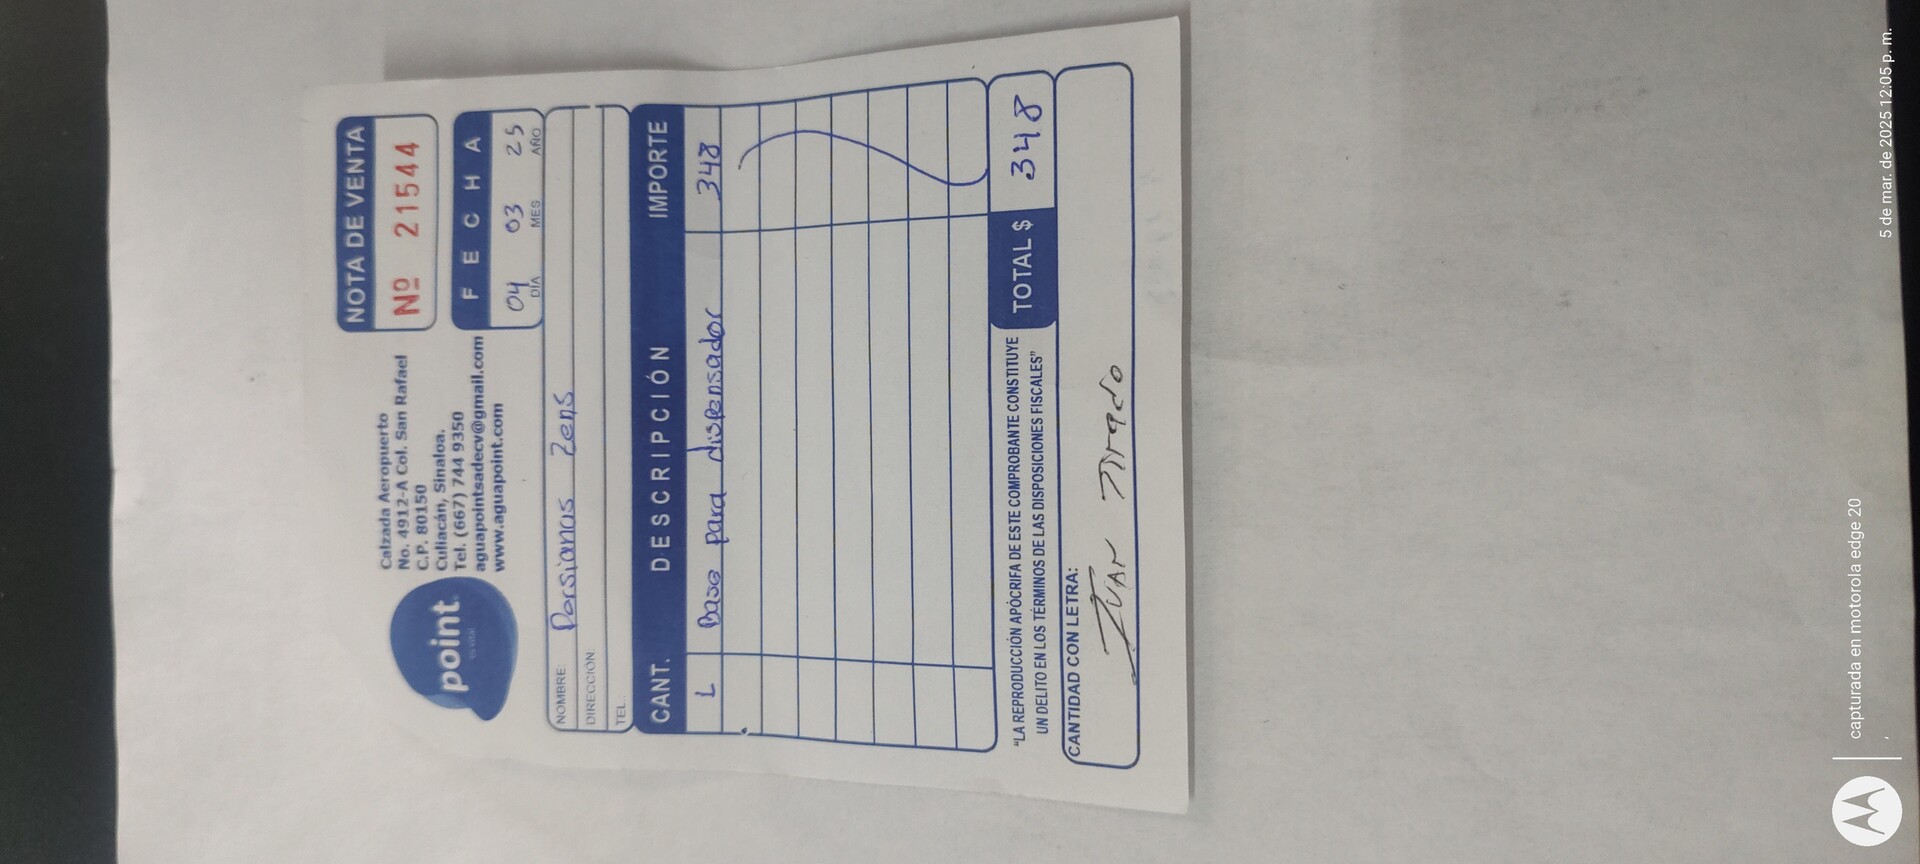 point
es vital
Calzada Aeropuerto
No. 4912-A Col. San Rafael
C.P. 80150
Culiacán, Sinaloa.
Tel. (667) 744 9350
aguapointsadecv@gmail.com
www.aguapoint.com
NOTA DE VENTA
Nº 21544
FECHA
04 03 25
DÍA MES AÑO
NOMBRE: Persianas Zens
DIRECCIÓN:
TEL.
CANT. DESCRIPCIÓN IMPORTE
1 Base para dispensador 348
"LA REPRODUCCIÓN APÓCRIFA DE ESTE COMPROBANTE CONSTITUYE
UN DELITO EN LOS TÉRMINOS DE LAS DISPOSICIONES FISCALES"
TOTAL $ 348
CANTIDAD CON LETRA:
IVAN TIRADO
capturada en motorola edge 20
5 de mar. de 2025 12:05 p. m.